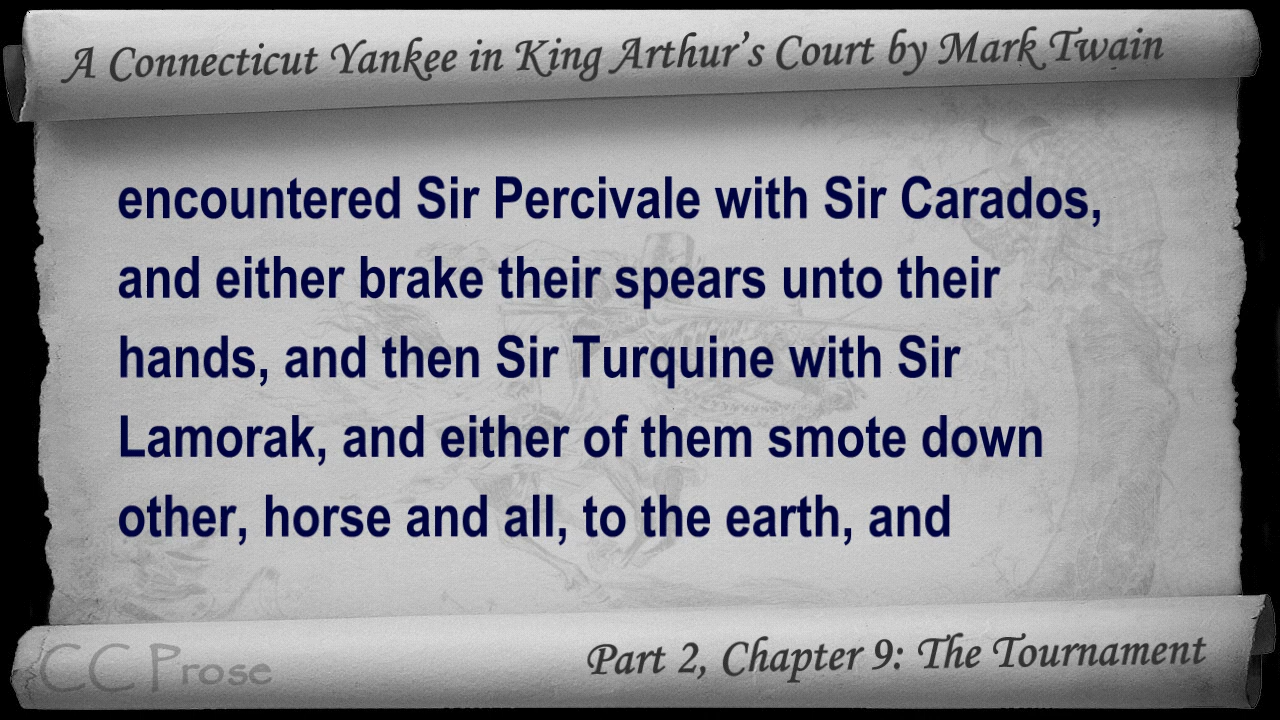 A Connecticut Yankee in King Arthur's Court by Mark Twain
encountered Sir Percivale with Sir Carados,
and either brake their spears unto their
hands, and then Sir Turquine with Sir
Lamorak, and either of them smote down
other, horse and all, to the earth, and
CC Prose
Part 2, Chapter 9: The Tournament